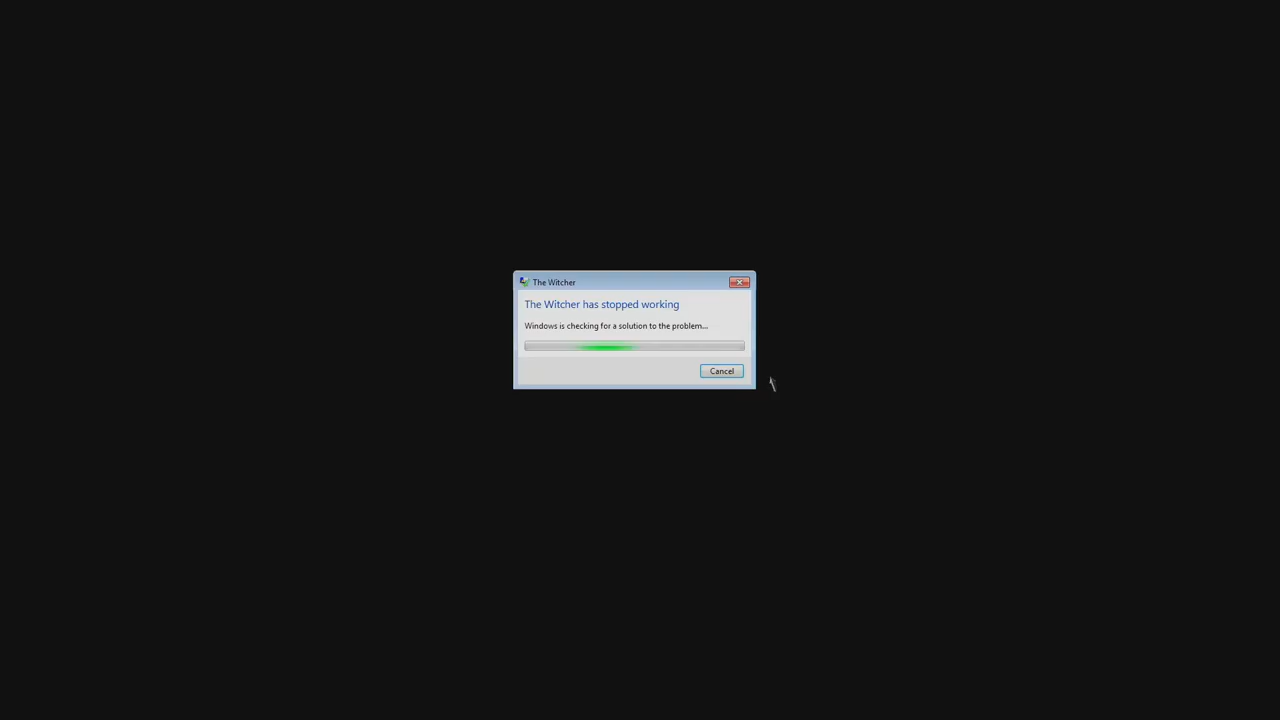 The Witcher
The Witcher has stopped working
Windows is checking for a solution to the problem...
Cancel